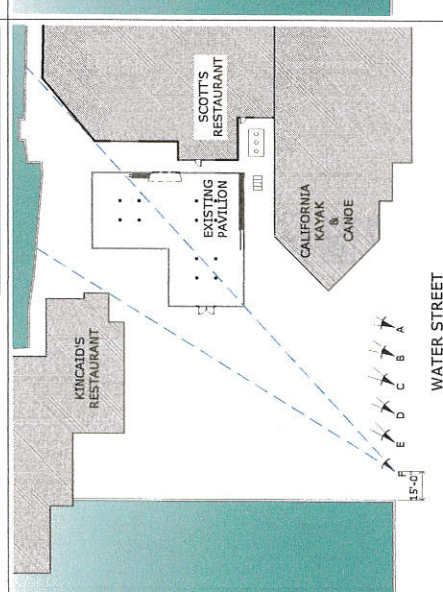 SCOTT'S
RESTAURANT
EXISTING
PAVILION
CALIFORNIA
KAYAK
&
CANOE
KINCAID'S
RESTAURANT
A
B
C
D
E
F
15'-0"
WATER STREET